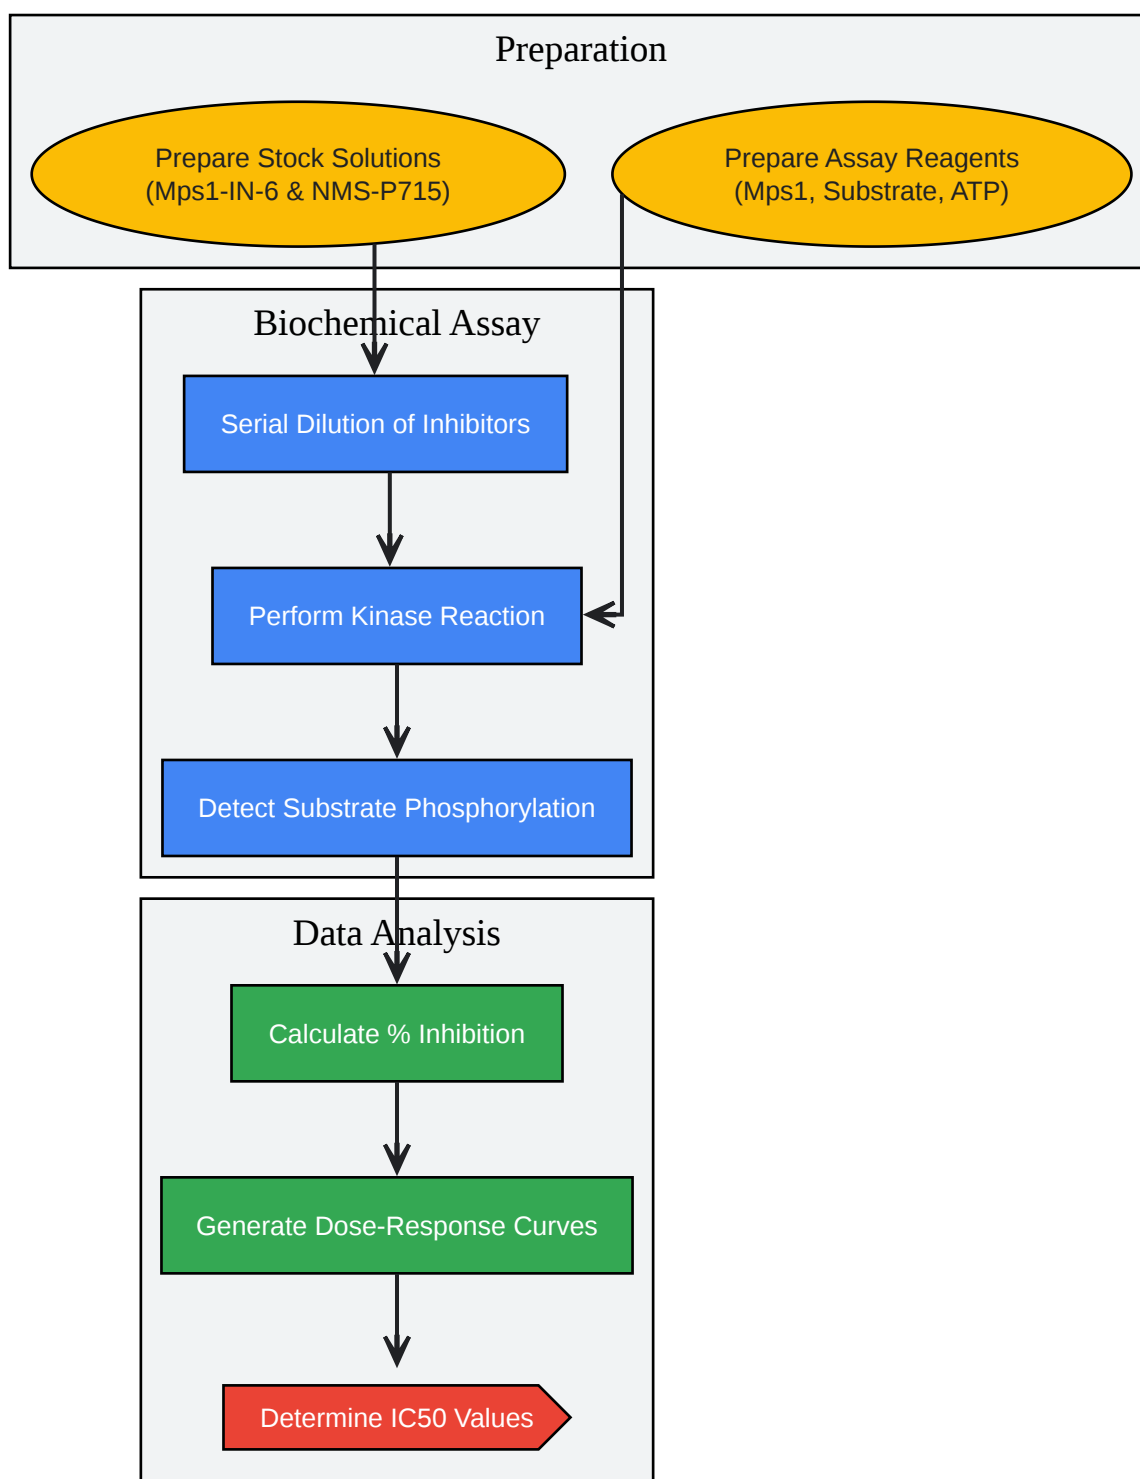 Preparation
Prepare Stock Solutions
(Mps1-IN-6 & NMS-P715)
Prepare Assay Reagents
(Mps1, Substrate, ATP)
Biochemical Assay
Serial Dilution of Inhibitors
Perform Kinase Reaction
Detect Substrate Phosphorylation
Data Analysis
Calculate % Inhibition
Generate Dose-Response Curves
Determine IC50 Values